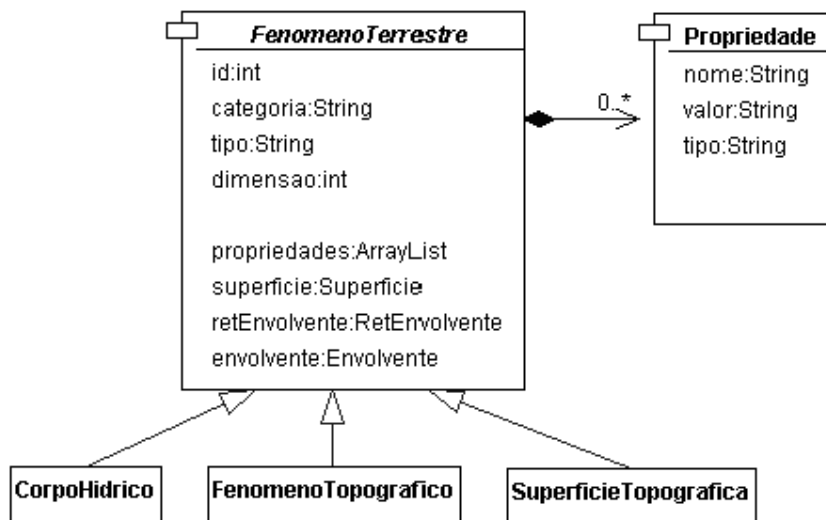 FenomenoTerrestre
id:int
categoria:String
tipo:String
dimensao:int
propriedades:ArrayList
superficie:Superficie
retEnvolvente:RetEnvolvente
envolvente:Envolvente
0..*
Propriedade
nome:String
valor:String
tipo:String
CorpoHidrico
FenomenoTopografico
SuperficieTopografica